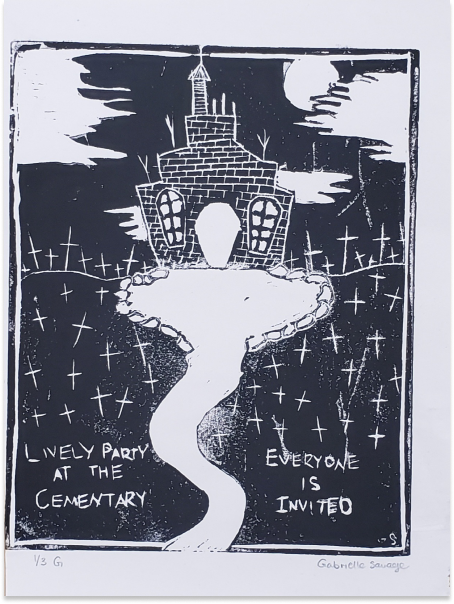 LIVELY PARTY
AT THE
CEMENTARY
EVERYONE
IS
INVITED
S
1/3 G
Gabrielle Savage